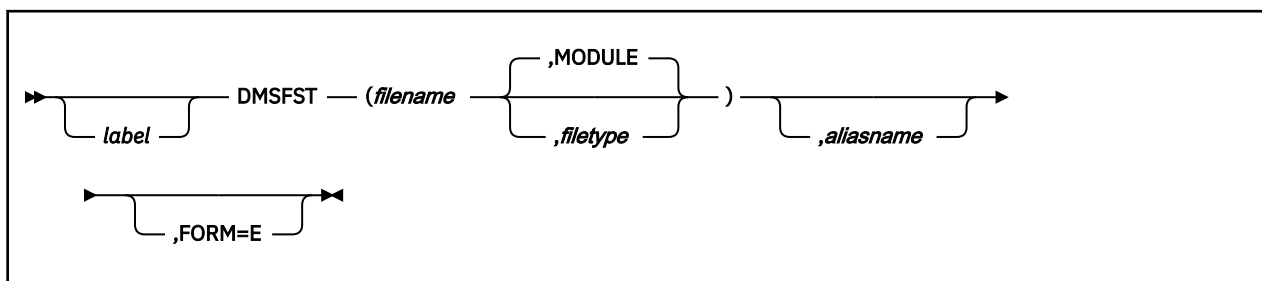 ,MODULE
DMSFST (filename )
label ,filetype ,aliasname
,FORM=E